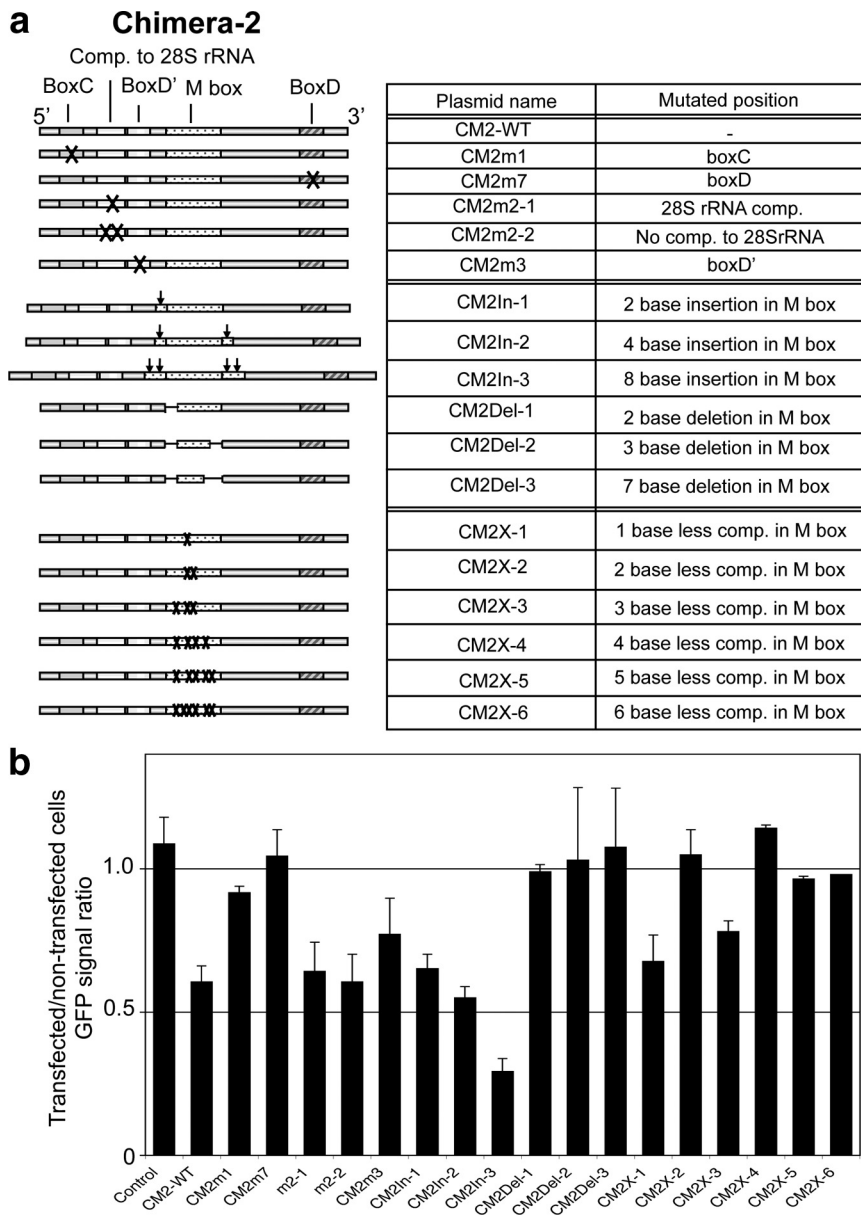 a Chimera-2
Comp. to 28S rRNA
BoxC BoxD’ M box BoxD
5’ 3’
Plasmid name Mutated position
CM2-WT -
CM2m1 boxC
CM2m7 boxD
CM2m2-1 28S rRNA comp.
CM2m2-2 No comp. to 28SrRNA
CM2m3 boxD’
CM2In-1 2 base insertion in M box
CM2In-2 4 base insertion in M box
CM2In-3 8 base insertion in M box
CM2Del-1 2 base deletion in M box
CM2Del-2 3 base deletion in M box
CM2Del-3 7 base deletion in M box
CM2X-1 1 base less comp. in M box
CM2X-2 2 base less comp. in M box
CM2X-3 3 base less comp. in M box
CM2X-4 4 base less comp. in M box
CM2X-5 5 base less comp. in M box
CM2X-6 6 base less comp. in M box
b
Transfected/non-transfected cells
GFP signal ratio
1.0
0.5
0
Control
CM2-WT
CM2m1
CM2m7
m2-1
m2-2
CM2m3
CM2In-1
CM2In-2
CM2In-3
CM2Del-1
CM2Del-2
CM2Del-3
CM2X-1
CM2X-2
CM2X-3
CM2X-4
CM2X-5
CM2X-6